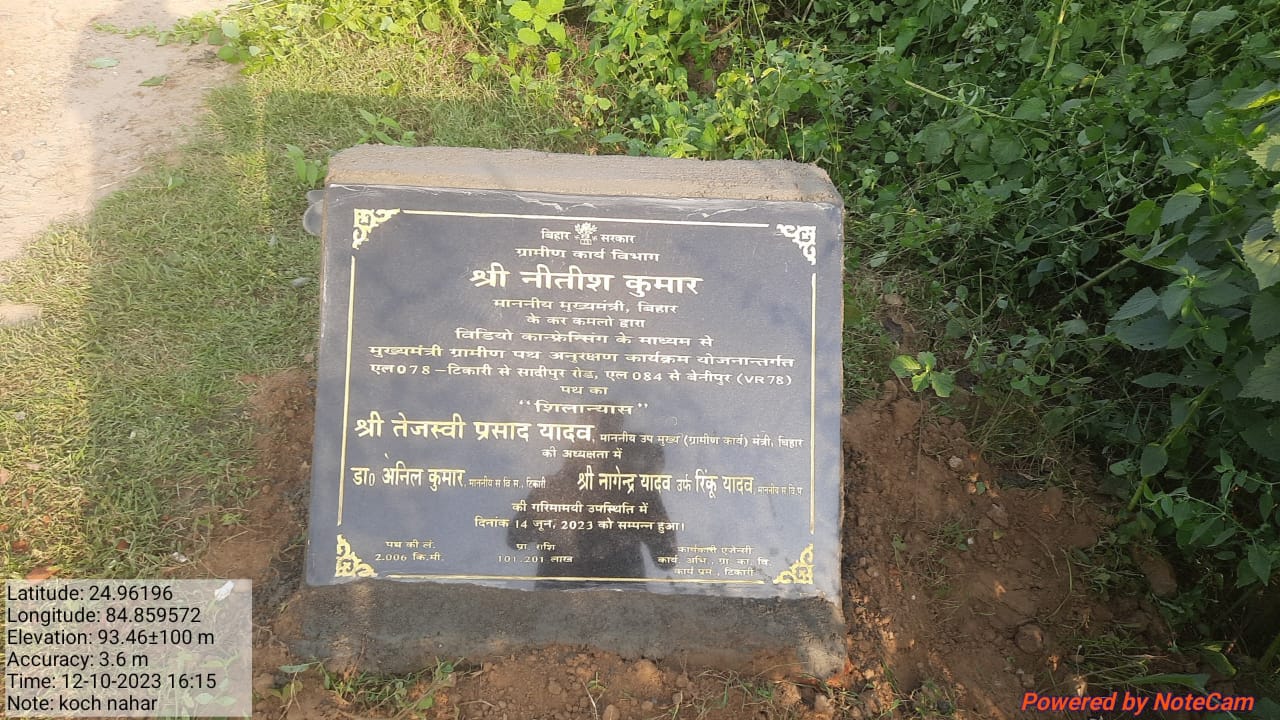 बिहार सरकार
ग्रामीण कार्य विभाग
श्री नीतीश कुमार
माननीय मुख्यमंत्री, बिहार
के कर कमलो द्वारा
विडियो कान्फ्रेन्सिंग के माध्यम से
मुख्यमंत्री ग्रामीण पथ अनुरक्षण कार्यक्रम योजनान्तर्गत
एल078-टिकारी से सादीपुर रोड, एल 084 से बेनीपुर (VR78)
पथ का
“शिलान्यास”
श्री तेजस्वी प्रसाद यादव, माननीय उप मुख्य (ग्रामीण कार्य) मंत्री, बिहार
की अध्यक्षता में
डा० अनिल कुमार, माननीय स.वि.स., टिकारी श्री नागेन्द्र यादव उर्फ रिंकू यादव, माननीय स.वि.प.
की गरिमामयी उपस्थिति में
दिनांक 14 जून, 2023 को सम्पन्न हुआ।
पथ की लं. प्रा. राशि कार्यकारी एजेन्सी
2.006 कि.मी. 101.201 लाख कार्य. अभि., ग्रा. का. वि.
कार्य प्रम., टिकारी
Latitude: 24.96196
Longitude: 84.859572
Elevation: 93.46±100 m
Accuracy: 3.6 m
Time: 12-10-2023 16:15
Note: koch nahar
Powered by NoteCam